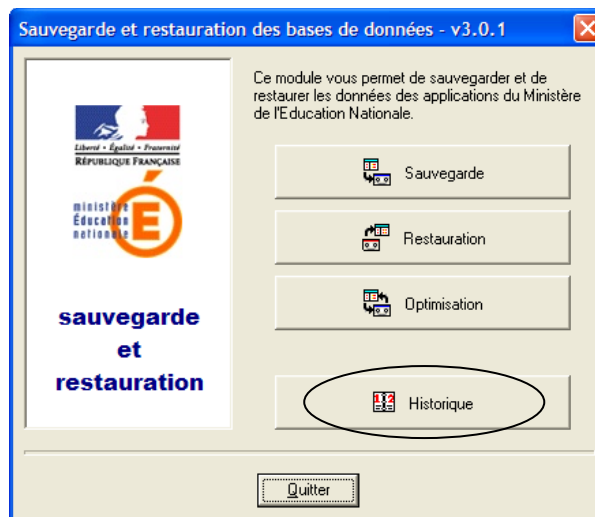 Sauvegarde et restauration des bases de données - v3.0.1
Ce module vous permet de sauvegarder et de
restaurer les données des applications du Ministère
de l'Education Nationale.
Liberté • Égalité • Fraternité
RÉPUBLIQUE FRANÇAISE
ministère
Éducation
nationale
É
sauvegarde
et
restauration
Sauvegarde
Restauration
Optimisation
12
Historique
Quitter